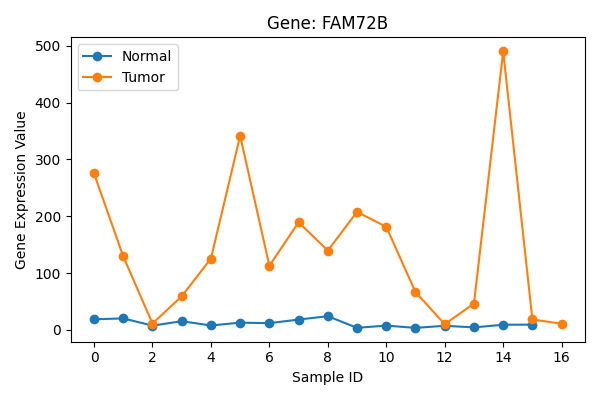 Gene: FAM72B
Normal
Tumor
Gene Expression Value
500
400
300
200
100
0
0 2 4 6 8 10 12 14 16
Sample ID